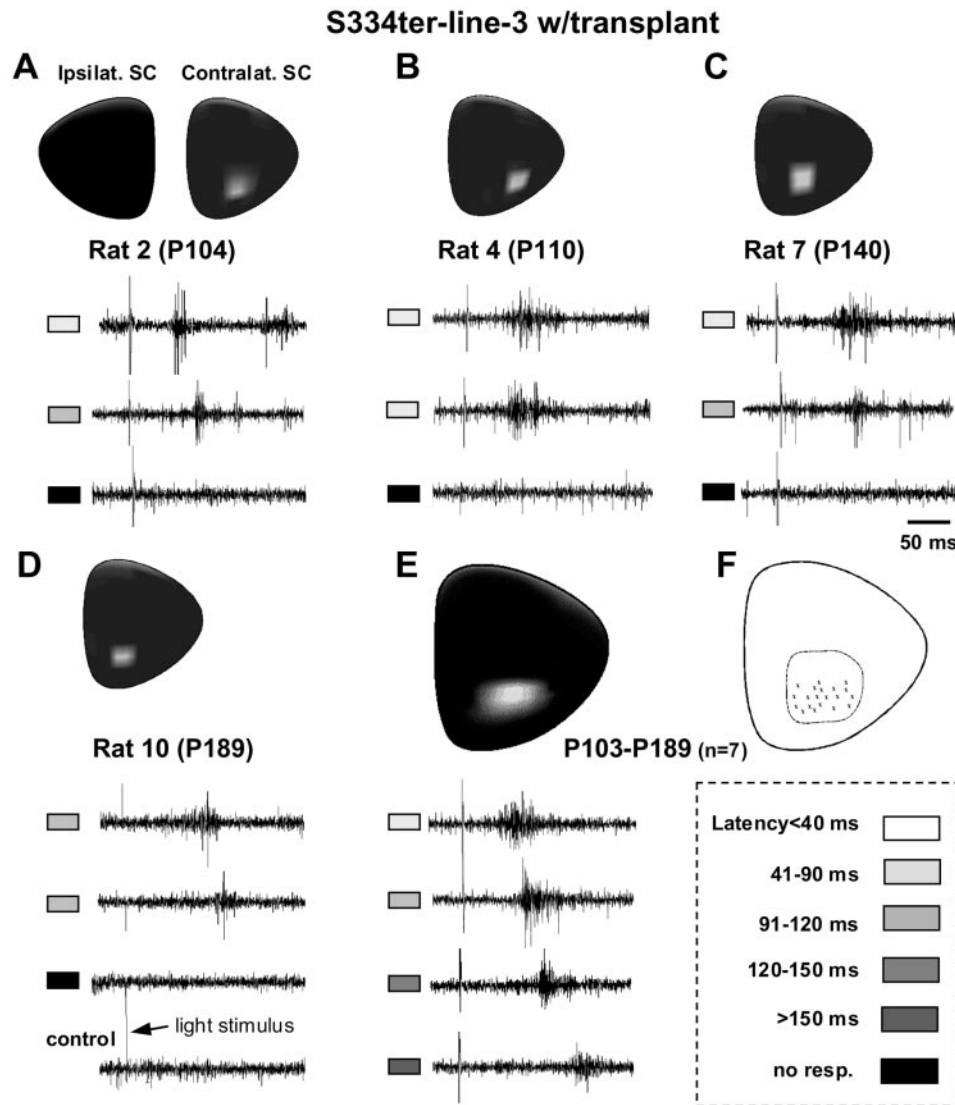 S334ter-line-3 w/transplant
A Ipsilat. SC Contralat. SC B C
Rat 2 (P104) Rat 4 (P110) Rat 7 (P140)
50 ms
D E F
Rat 10 (P189) P103-P189 (n=7)
Latency<40 ms
41-90 ms
91-120 ms
120-150 ms
>150 ms
no resp.
light stimulus
control